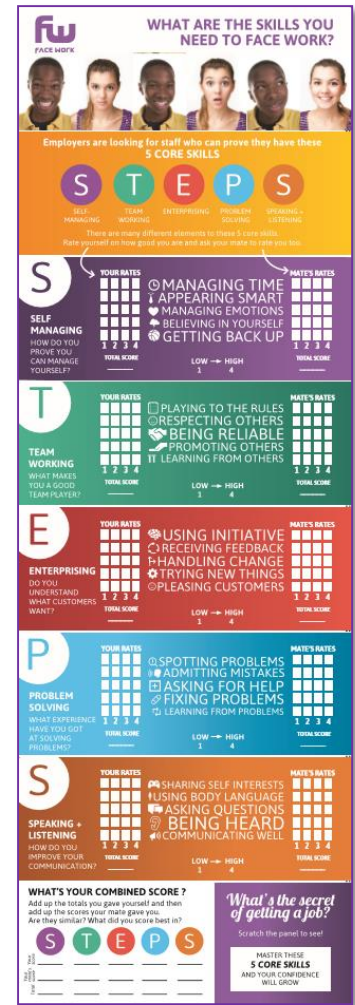 FW
FACE WORK
WHAT ARE THE SKILLS YOU
NEED TO FACE WORK?
Employers are looking for staff who can prove they have these
5 CORE SKILLS
S T E P S
SELF-
MANAGING
TEAM
WORKING
ENTERPRISING
PROBLEM
SOLVING
SPEAKING +
LISTENING
There are many different elements to these 5 core skills.
Rate yourself on how good you are and ask your mate to rate you too.
S
SELF
MANAGING
HOW DO YOU
PROVE YOU
CAN MANAGE
YOURSELF?
YOUR RATES
1 2 3 4
TOTAL SCORE
MANAGING TIME
APPEARING SMART
MANAGING EMOTIONS
BELIEVING IN YOURSELF
GETTING BACK UP
LOW → HIGH
1 4
MATE'S RATES
1 2 3 4
TOTAL SCORE
T
TEAM
WORKING
WHAT MAKES
YOU A GOOD
TEAM PLAYER?
YOUR RATES
1 2 3 4
TOTAL SCORE
PLAYING TO THE RULES
RESPECTING OTHERS
BEING RELIABLE
PROMOTING OTHERS
LEARNING FROM OTHERS
LOW → HIGH
1 4
MATE'S RATES
1 2 3 4
TOTAL SCORE
E
ENTERPRISING
DO YOU
UNDERSTAND
WHAT CUSTOMERS
WANT?
YOUR RATES
1 2 3 4
TOTAL SCORE
USING INITIATIVE
RECEIVING FEEDBACK
HANDLING CHANGE
TRYING NEW THINGS
PLEASING CUSTOMERS
LOW → HIGH
1 4
MATE'S RATES
1 2 3 4
TOTAL SCORE
P
PROBLEM
SOLVING
WHAT EXPERIENCE
HAVE YOU GOT
AT SOLVING
PROBLEMS?
YOUR RATES
1 2 3 4
TOTAL SCORE
SPOTTING PROBLEMS
ADMITTING MISTAKES
ASKING FOR HELP
FIXING PROBLEMS
LEARNING FROM PROBLEMS
LOW → HIGH
1 4
MATE'S RATES
1 2 3 4
TOTAL SCORE
S
SPEAKING +
LISTENING
HOW DO YOU
IMPROVE YOUR
COMMUNICATION?
YOUR RATES
1 2 3 4
TOTAL SCORE
SHARING SELF INTERESTS
USING BODY LANGUAGE
ASKING QUESTIONS
BEING HEARD
COMMUNICATING WELL
LOW → HIGH
1 4
MATE'S RATES
1 2 3 4
TOTAL SCORE
WHAT'S YOUR COMBINED SCORE ?
Add up the totals you gave yourself and then
add up the scores your mate gave you.
Are they similar? What did you score best in?
S T E P S
What's the secret
of getting a job?
Scratch the panel to see!
MASTER THESE
5 CORE SKILLS
AND YOUR CONFIDENCE
WILL GROW